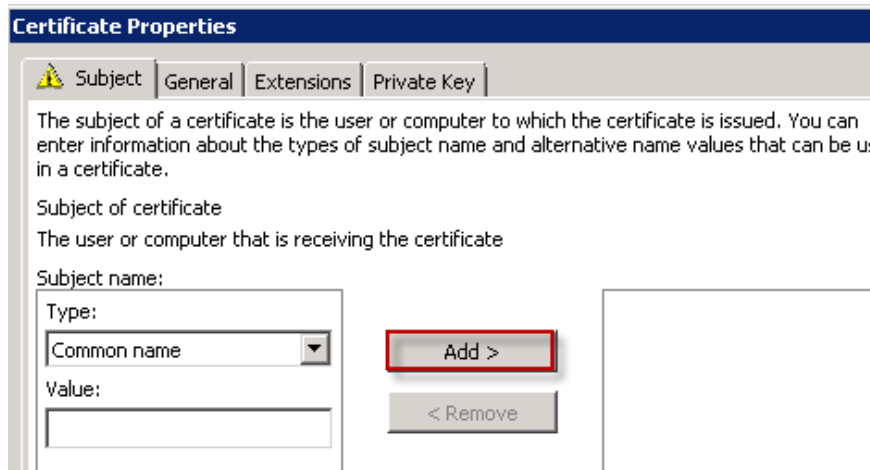 Certificate Properties
Subject General Extensions Private Key
The subject of a certificate is the user or computer to which the certificate is issued. You can
enter information about the types of subject name and alternative name values that can be
in a certificate.
Subject of certificate
The user or computer that is receiving the certificate
Subject name:
Type:
Common name
Add >
Value:
< Remove